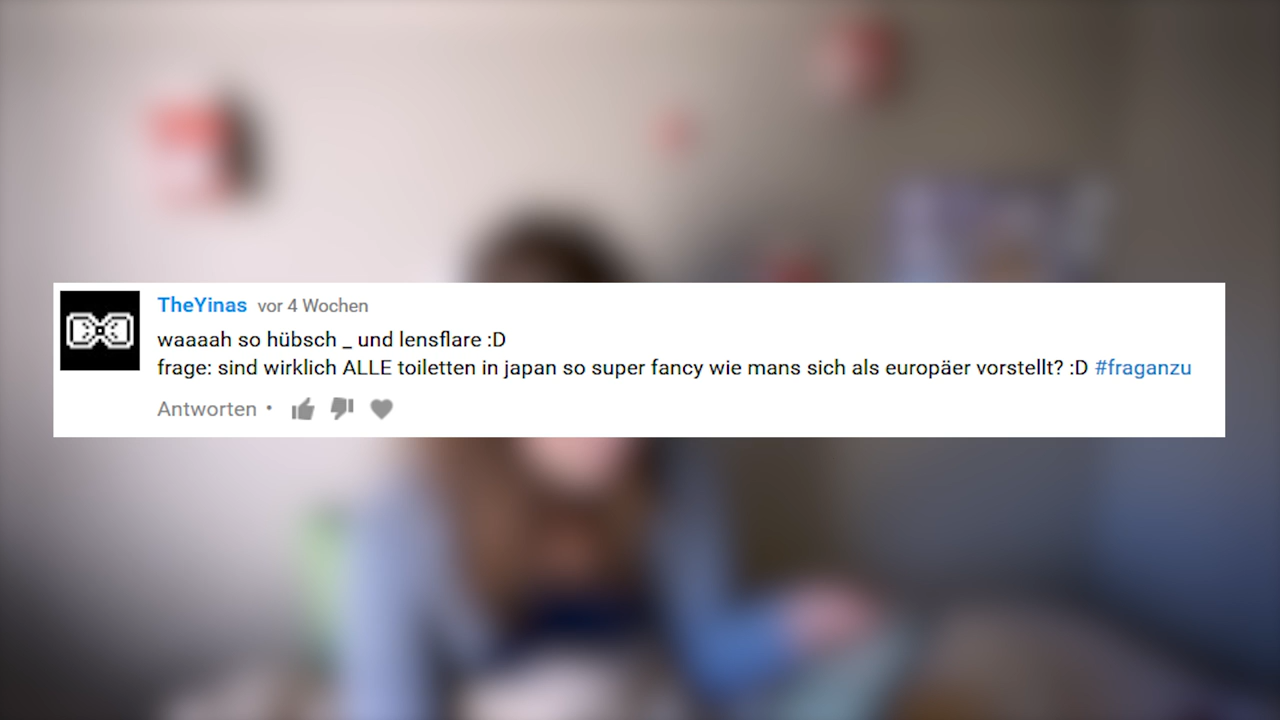 TheYinas vor 4 Wochen
waaaah so hübsch _ und lensflare :D
frage: sind wirklich ALLE toiletten in japan so super fancy wie mans sich als europäer vorstellt? :D #fraganzu
Antworten •